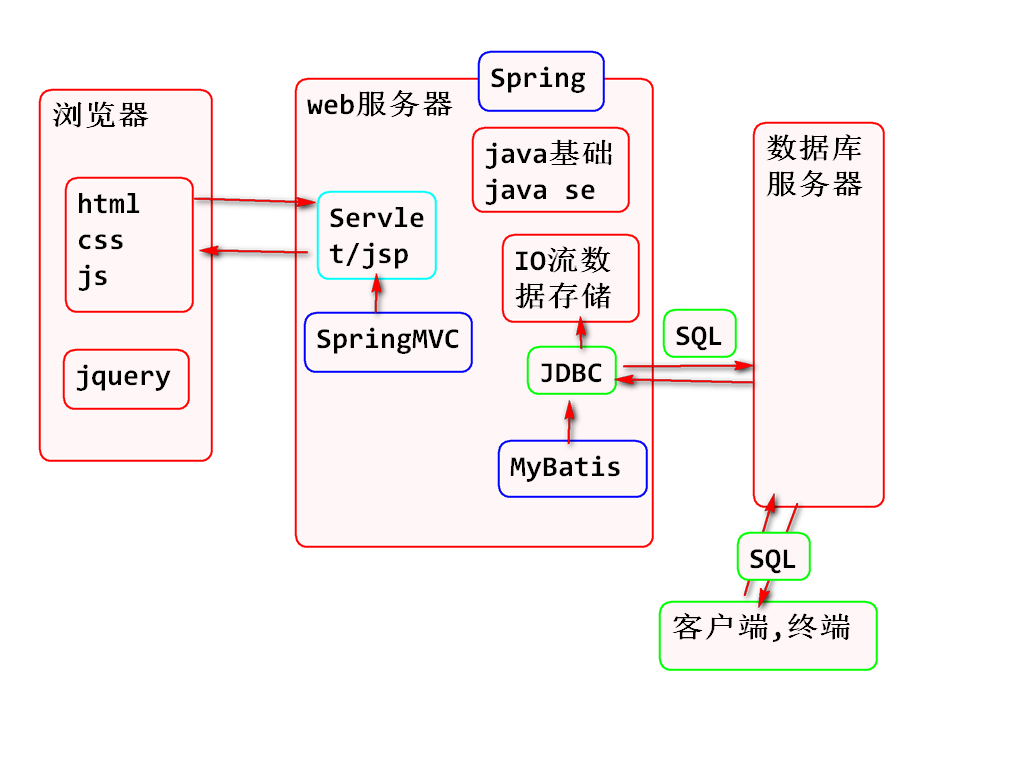 浏览器
html
css
js
jquery
web服务器
Spring
java基础
java se
Servle
t/jsp
IO流数
据存储
SpringMVC
JDBC
MyBatis
SQL
数据库
服务器
SQL
客户端,终端